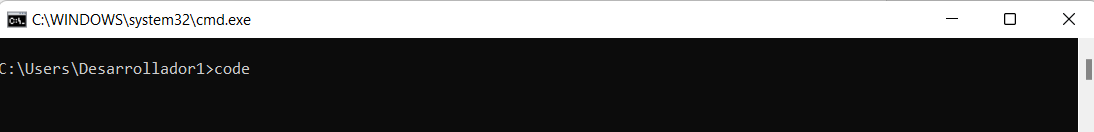 C:\WINDOWS\system32\cmd.exe
C:\Users\Desarrollador1>code